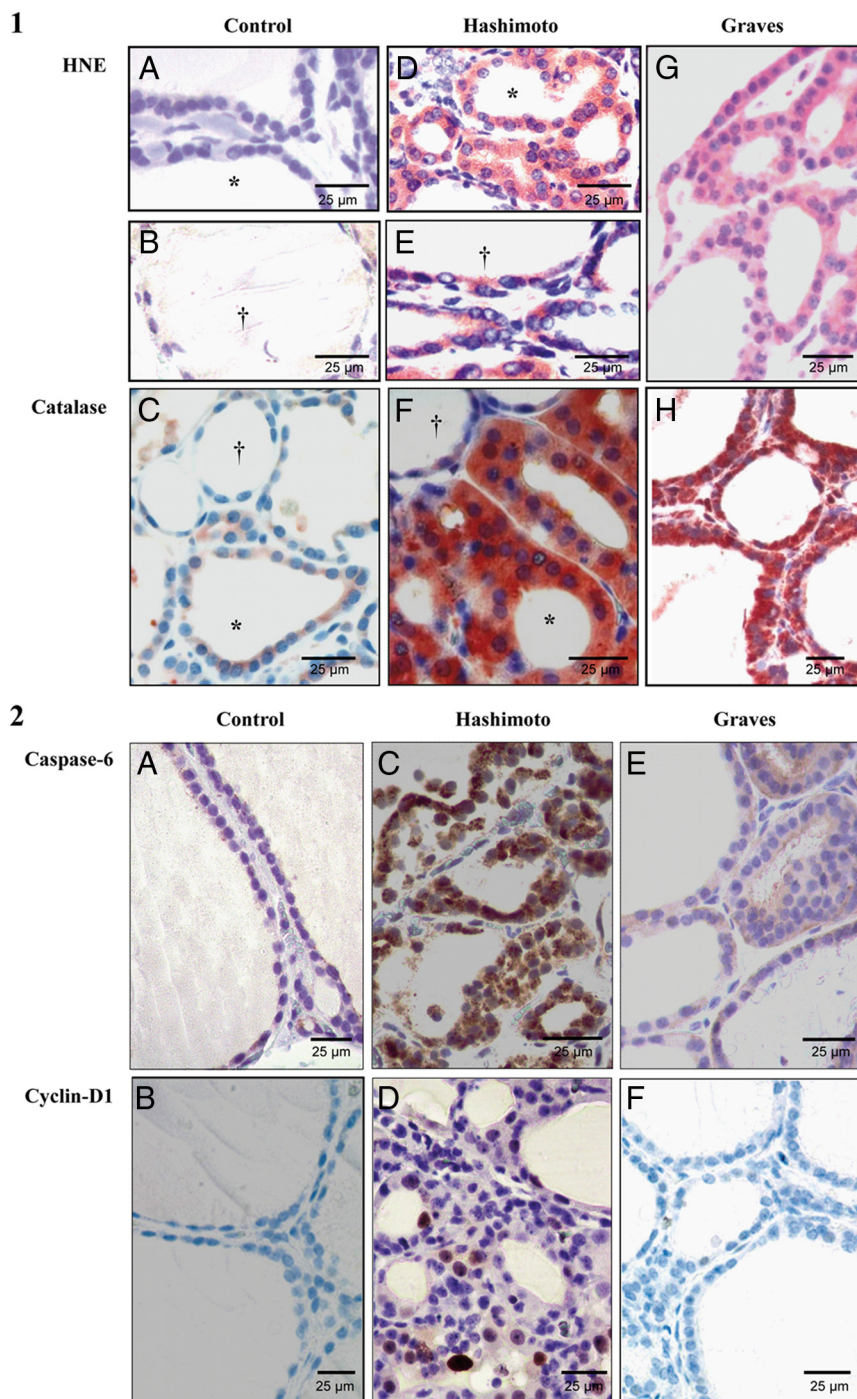 1
Control Hashimoto Graves
HNE
A D G
* *
25 µm 25 µm
B E
† †
25 µm 25 µm 25 µm
Catalase
C F H
† †
* *
25 µm 25 µm 25 µm
2
Control Hashimoto Graves
Caspase-6
A C E
25 µm 25 µm 25 µm
Cyclin-D1
B D F
25 µm 25 µm 25 µm